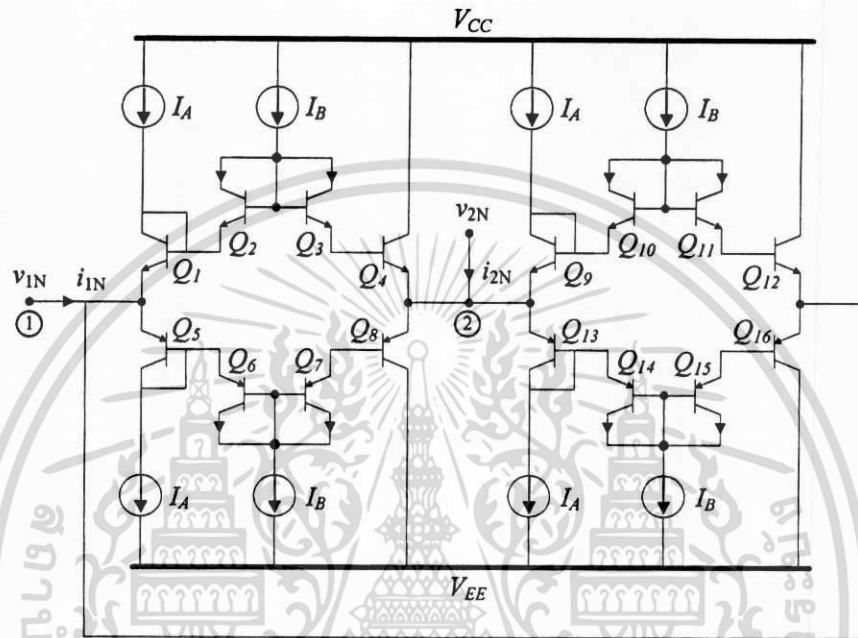 V_CC
I_A I_B I_A I_B
Q_2 Q_3 v_2N Q_10 Q_11
v_1N i_1N Q_1 Q_4 i_2N Q_9 Q_12
① ②
Q_5 Q_6 Q_7 Q_8 Q_13 Q_14 Q_15 Q_16
I_A I_B I_A I_B
V_EE